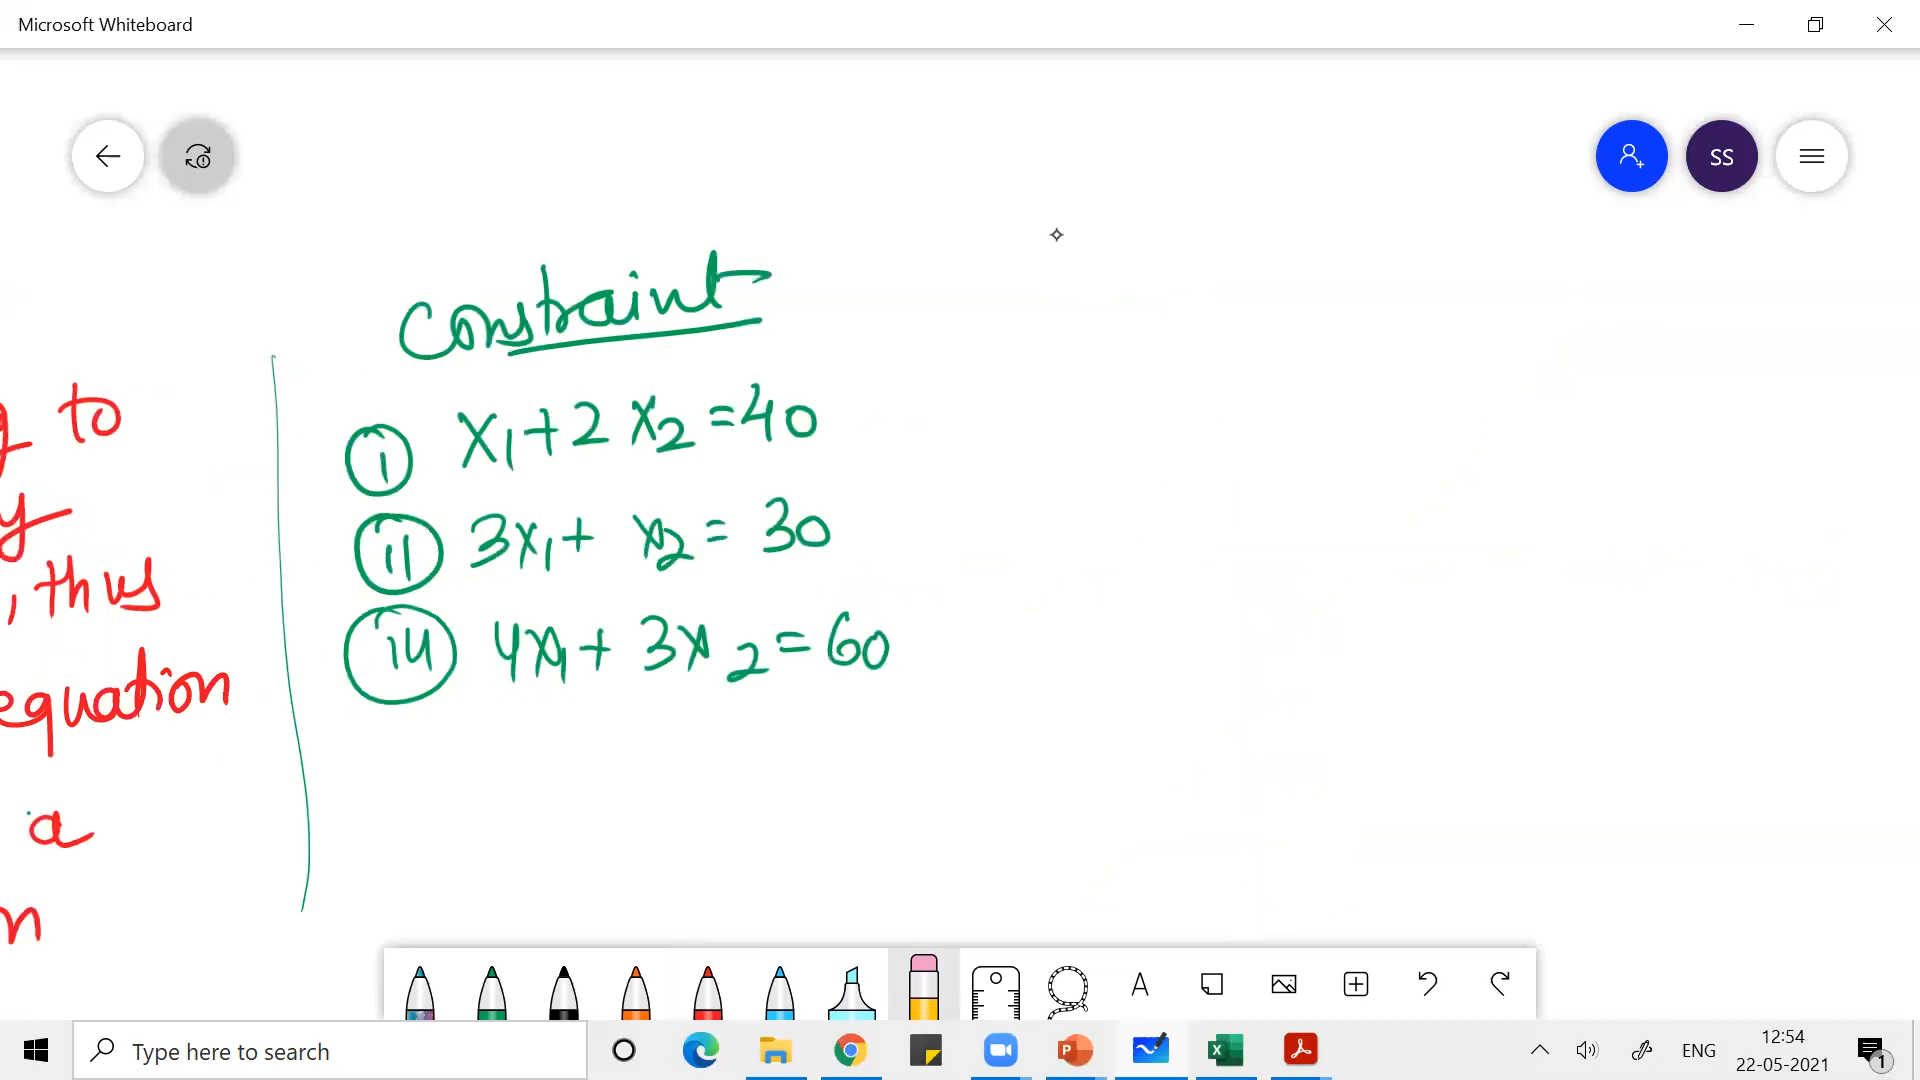 Microsoft Whiteboard
SS
to
, thus
equation
a
Constraint
i x₁ + 2 x₂ = 40
ii 3x₁ + x₂ = 30
iii 4x₁ + 3x₂ = 60
A
Type here to search
ENG
12:54
22-05-2021
1